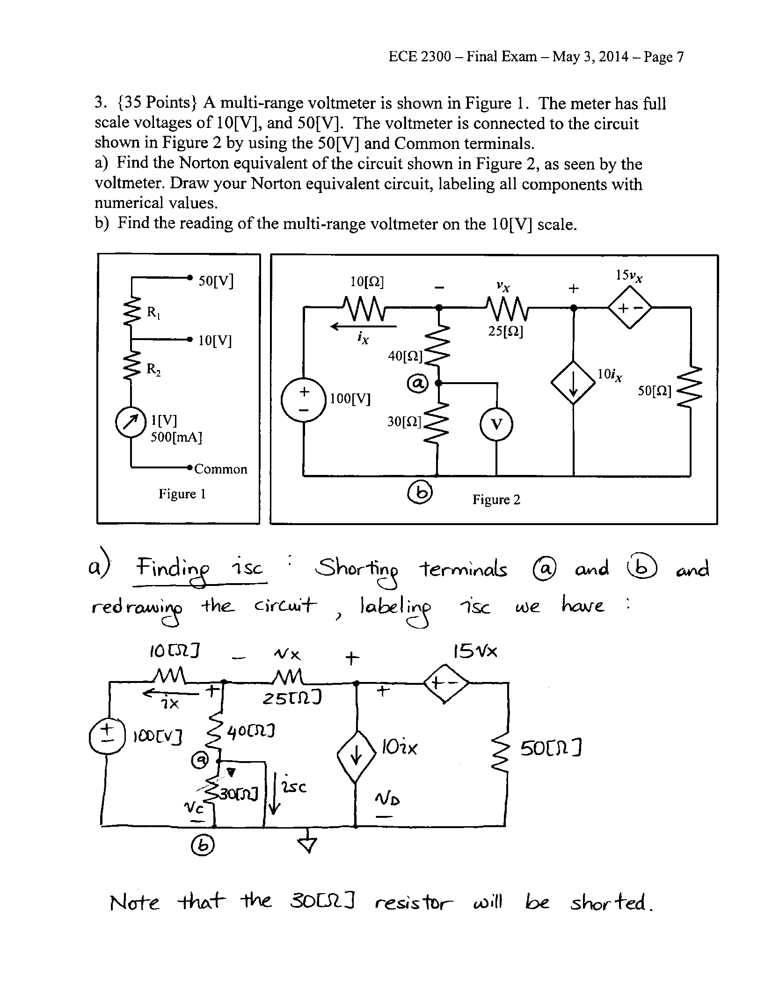 ECE 2300 – Final Exam – May 3, 2014 – Page 7
3. {35 Points} A multi-range voltmeter is shown in Figure 1. The meter has full
scale voltages of 10[V], and 50[V]. The voltmeter is connected to the circuit
shown in Figure 2 by using the 50[V] and Common terminals.
a) Find the Norton equivalent of the circuit shown in Figure 2, as seen by the
voltmeter. Draw your Norton equivalent circuit, labeling all components with
numerical values.
b) Find the reading of the multi-range voltmeter on the 10[V] scale.
50[V]
R1
10[V]
R2
1[V]
500[mA]
Common
Figure 1
10[Ω]
iX
− vX +
25[Ω]
15vX
+ −
40[Ω]
a
+
−
100[V]
30[Ω]
V
10iX
50[Ω]
b
Figure 2
a) Finding isc : Shorting terminals a and b and
redrawing the circuit, labeling isc we have :
10[Ω] − vx + 15vx
+ −
ix + 25[Ω] +
+
−
100[V]
40[Ω]
a
10ix
50[Ω]
30[Ω]
isc
vc
−
vD
−
b
Note that the 30[Ω] resistor will be shorted.